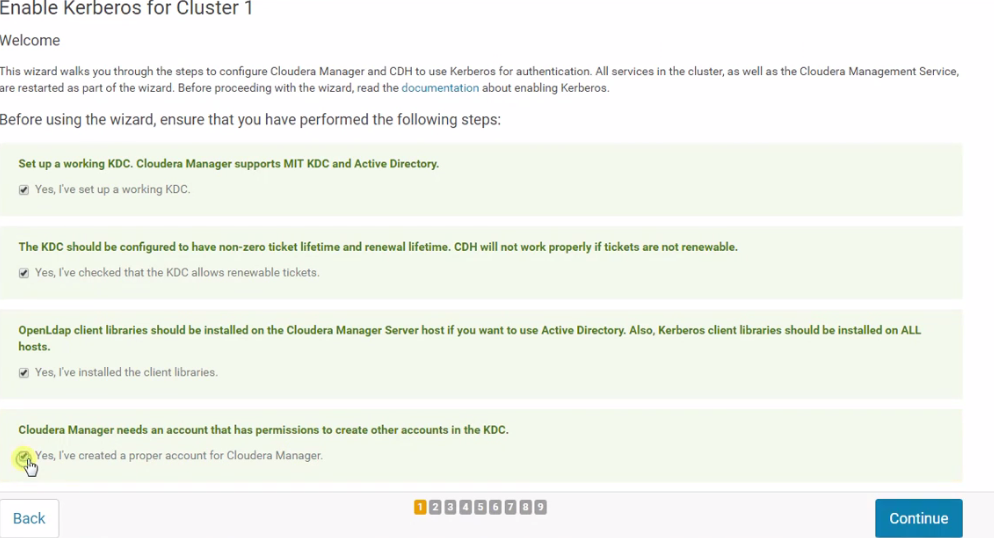 Enable Kerberos for Cluster 1
Welcome
This wizard walks you through the steps to configure Cloudera Manager and CDH to use Kerberos for authentication. All services in the cluster, as well as the Cloudera Management Service,
are restarted as part of the wizard. Before proceeding with the wizard, read the documentation about enabling Kerberos.
Before using the wizard, ensure that you have performed the following steps:
Set up a working KDC. Cloudera Manager supports MIT KDC and Active Directory.
Yes, I've set up a working KDC.
The KDC should be configured to have non-zero ticket lifetime and renewal lifetime. CDH will not work properly if tickets are not renewable.
Yes, I've checked that the KDC allows renewable tickets.
OpenLdap client libraries should be installed on the Cloudera Manager Server host if you want to use Active Directory. Also, Kerberos client libraries should be installed on ALL
hosts.
Yes, I've installed the client libraries.
Cloudera Manager needs an account that has permissions to create other accounts in the KDC.
Yes, I've created a proper account for Cloudera Manager.
Back
1 2 3 4 5 6 7 8 9
Continue